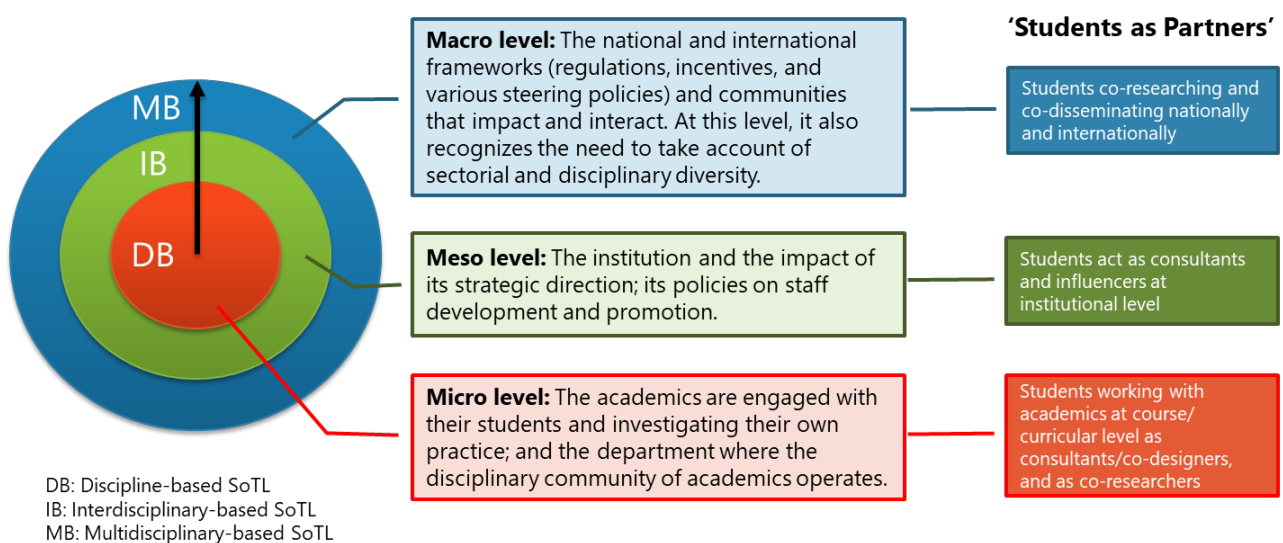 'Students as Partners'
MB
IB
DB
Macro level: The national and international
frameworks (regulations, incentives, and
various steering policies) and communities
that impact and interact. At this level, it also
recognizes the need to take account of
sectorial and disciplinary diversity.
Students co-researching and
co-disseminating nationally
and internationally
Meso level: The institution and the impact of
its strategic direction; its policies on staff
development and promotion.
Students act as consultants
and influencers at
institutional level
Micro level: The academics are engaged with
their students and investigating their own
practice; and the department where the
disciplinary community of academics operates.
Students working with
academics at course/
curricular level as
consultants/co-designers,
and as co-researchers
DB: Discipline-based SoTL
IB: Interdisciplinary-based SoTL
MB: Multidisciplinary-based SoTL